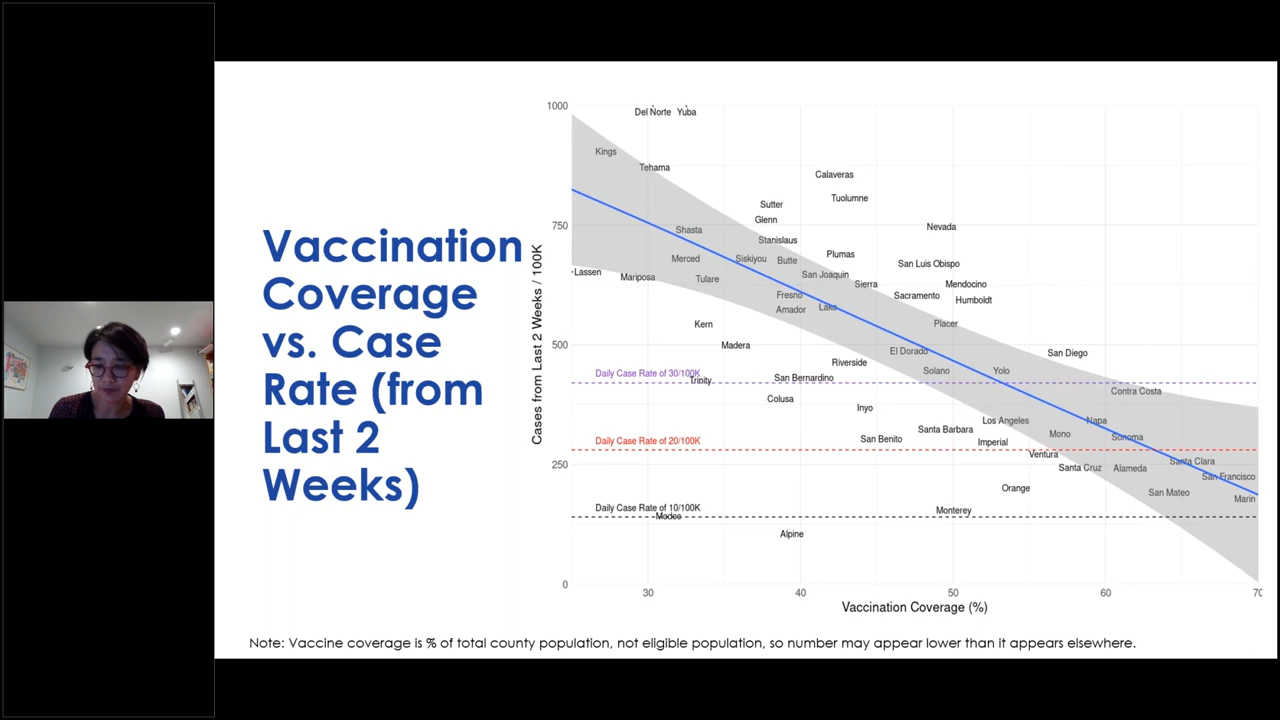 Vaccination
Coverage
vs. Case
Rate (from
Last 2
Weeks)
Cases from Last 2 Weeks / 100K
1000
750
500
250
0
Del Norte Yuba
Kings
Tehama
Calaveras
Tuolumne
Sutter
Glenn
Nevada
Shasta
Stanislaus
Plumas
Merced
Siskiyou
Butte
San Luis Obispo
Lassen
Mariposa
Tulare
San Joaquin
Sierra
Mendocino
Fresno
Sacramento
Humboldt
Amador
Lake
Kern
Placer
Madera
El Dorado
San Diego
Riverside
Daily Case Rate of 30/100K
Trinity
San Bernardino
Solano
Yolo
Contra Costa
Colusa
Inyo
Los Angeles
Napa
Santa Barbara
Mono
Sonoma
Daily Case Rate of 20/100K
San Benito
Imperial
Ventura
Santa Cruz
Alameda
Santa Clara
San Francisco
Orange
San Mateo
Marin
Daily Case Rate of 10/100K
Modoc
Monterey
Alpine
30 40 50 60 70
Vaccination Coverage (%)
Note: Vaccine coverage is % of total county population, not eligible population, so number may appear lower than it appears elsewhere.